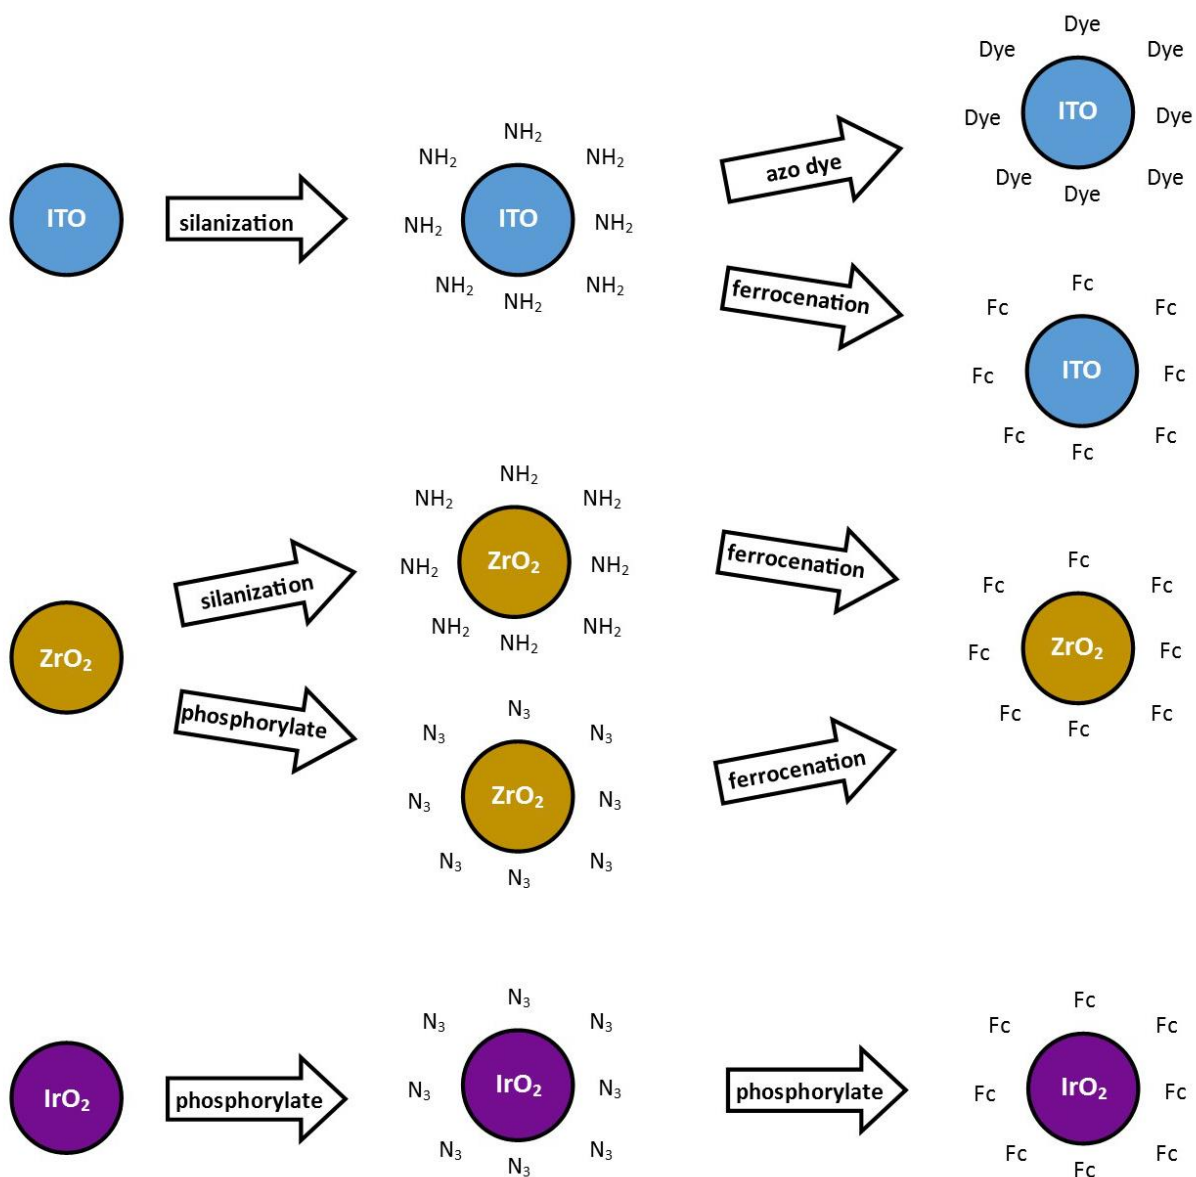 Dye
Dye
Dye
Dye
ITO
Dye
Dye
Dye
Dye
azo dye
NH₂
NH₂
NH₂
NH₂
ITO
NH₂
NH₂
NH₂
NH₂
ITO
silanization
ferrocenation
Fc
Fc
Fc
Fc
ITO
Fc
Fc
Fc
Fc
NH₂
NH₂
NH₂
NH₂
ZrO₂
NH₂
NH₂
NH₂
NH₂
silanization
ferrocenation
Fc
Fc
Fc
Fc
ZrO₂
Fc
Fc
Fc
Fc
ZrO₂
phosphorylate
N₃
N₃
N₃
N₃
ZrO₂
N₃
N₃
N₃
N₃
ferrocenation
N₃
N₃
N₃
N₃
IrO₂
N₃
N₃
N₃
N₃
IrO₂
phosphorylate
phosphorylate
Fc
Fc
Fc
Fc
IrO₂
Fc
Fc
Fc
Fc